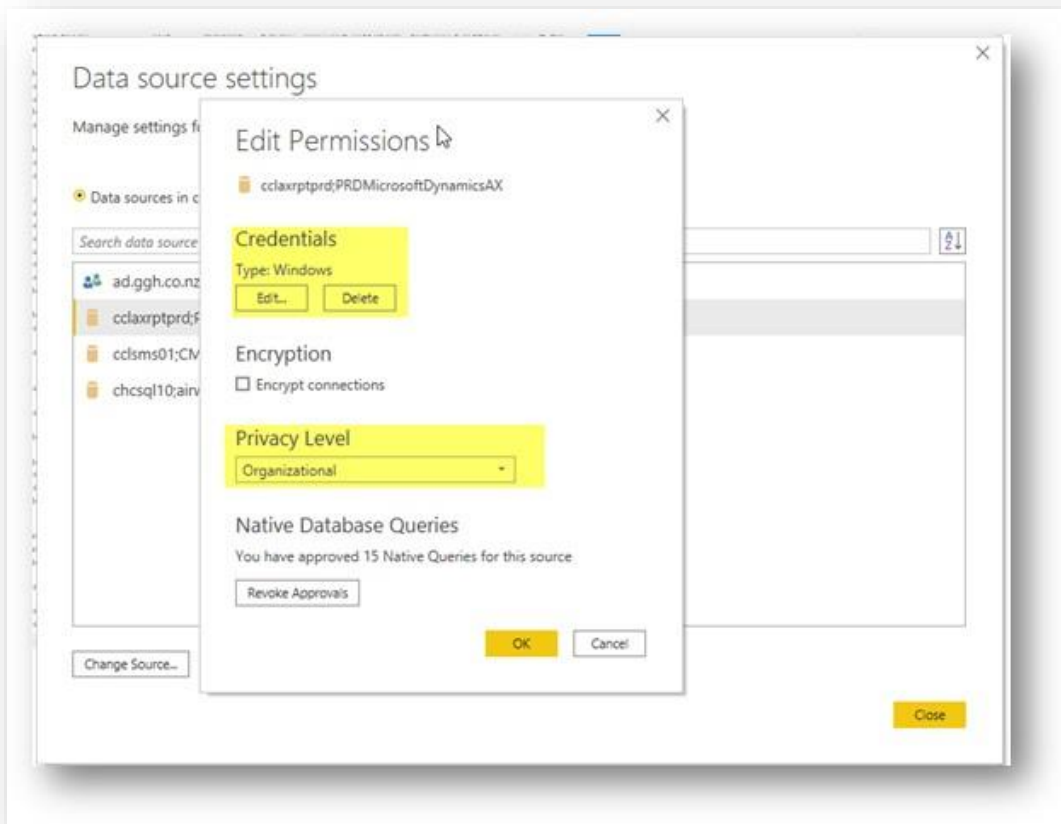 Data source settings
Manage settings f
Data sources in c
Search data source
ad.ggh.co.nz
cclaxrptprd;P
cclsms01;CM
chcsql10;airv
Change Source...
Close
Edit Permissions
cclaxrptprd;PRDMicrosoftDynamicsAX
Credentials
Type: Windows
Edit... Delete
Encryption
Encrypt connections
Privacy Level
Organizational
Native Database Queries
You have approved 15 Native Queries for this source
Revoke Approvals
OK Cancel